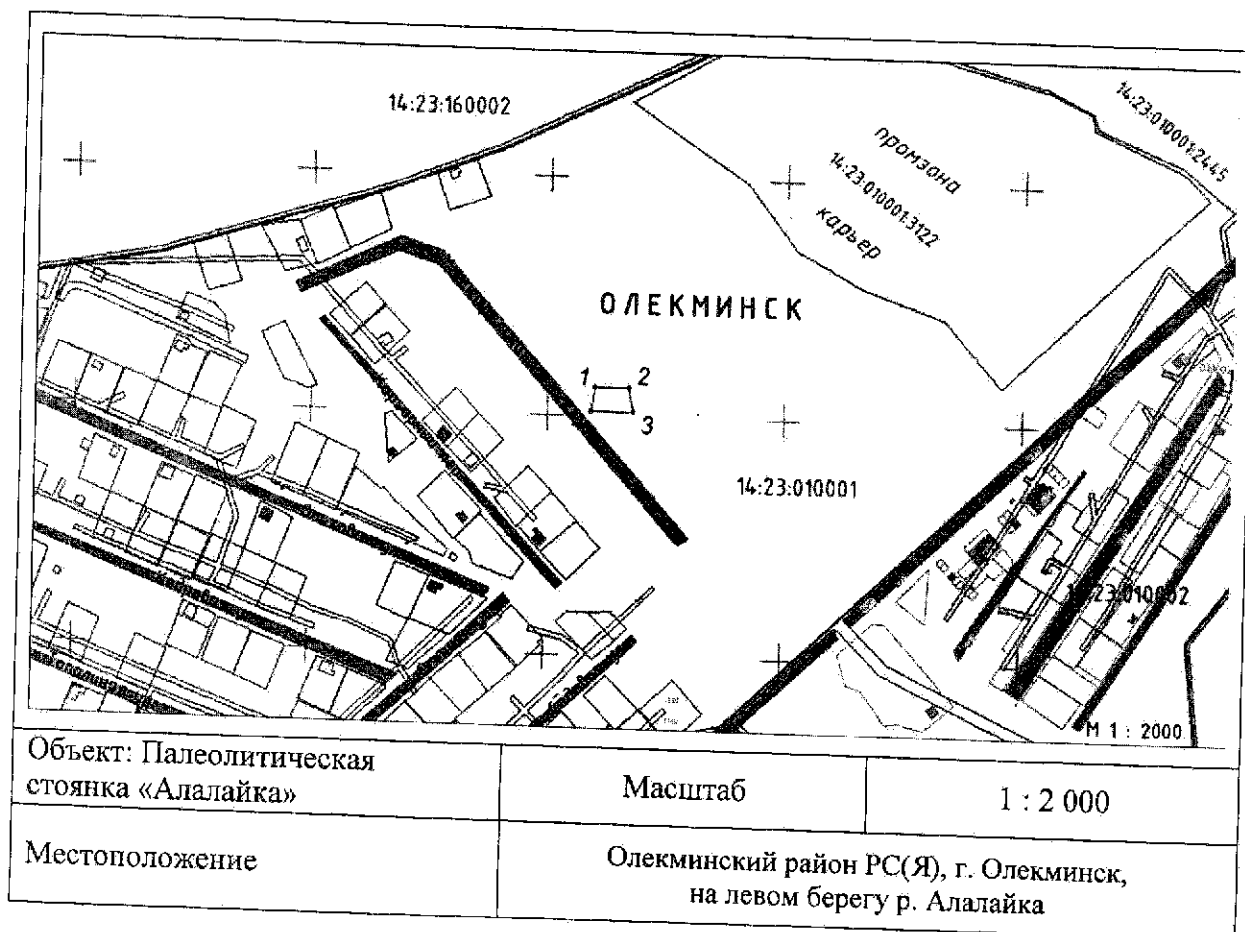 14:23:160002
14:23:010001:2445
промзона
14:23:010001:3122
карьер
ОЛЕКМИНСК
1 2
3
14:23:010001
14:23:010002
М 1 : 2000
Объект: Палеолитическая
стоянка «Алалайка»
Масштаб
1 : 2 000
Местоположение
Олекминский район РС(Я), г. Олекминск,
на левом берегу р. Алалайка